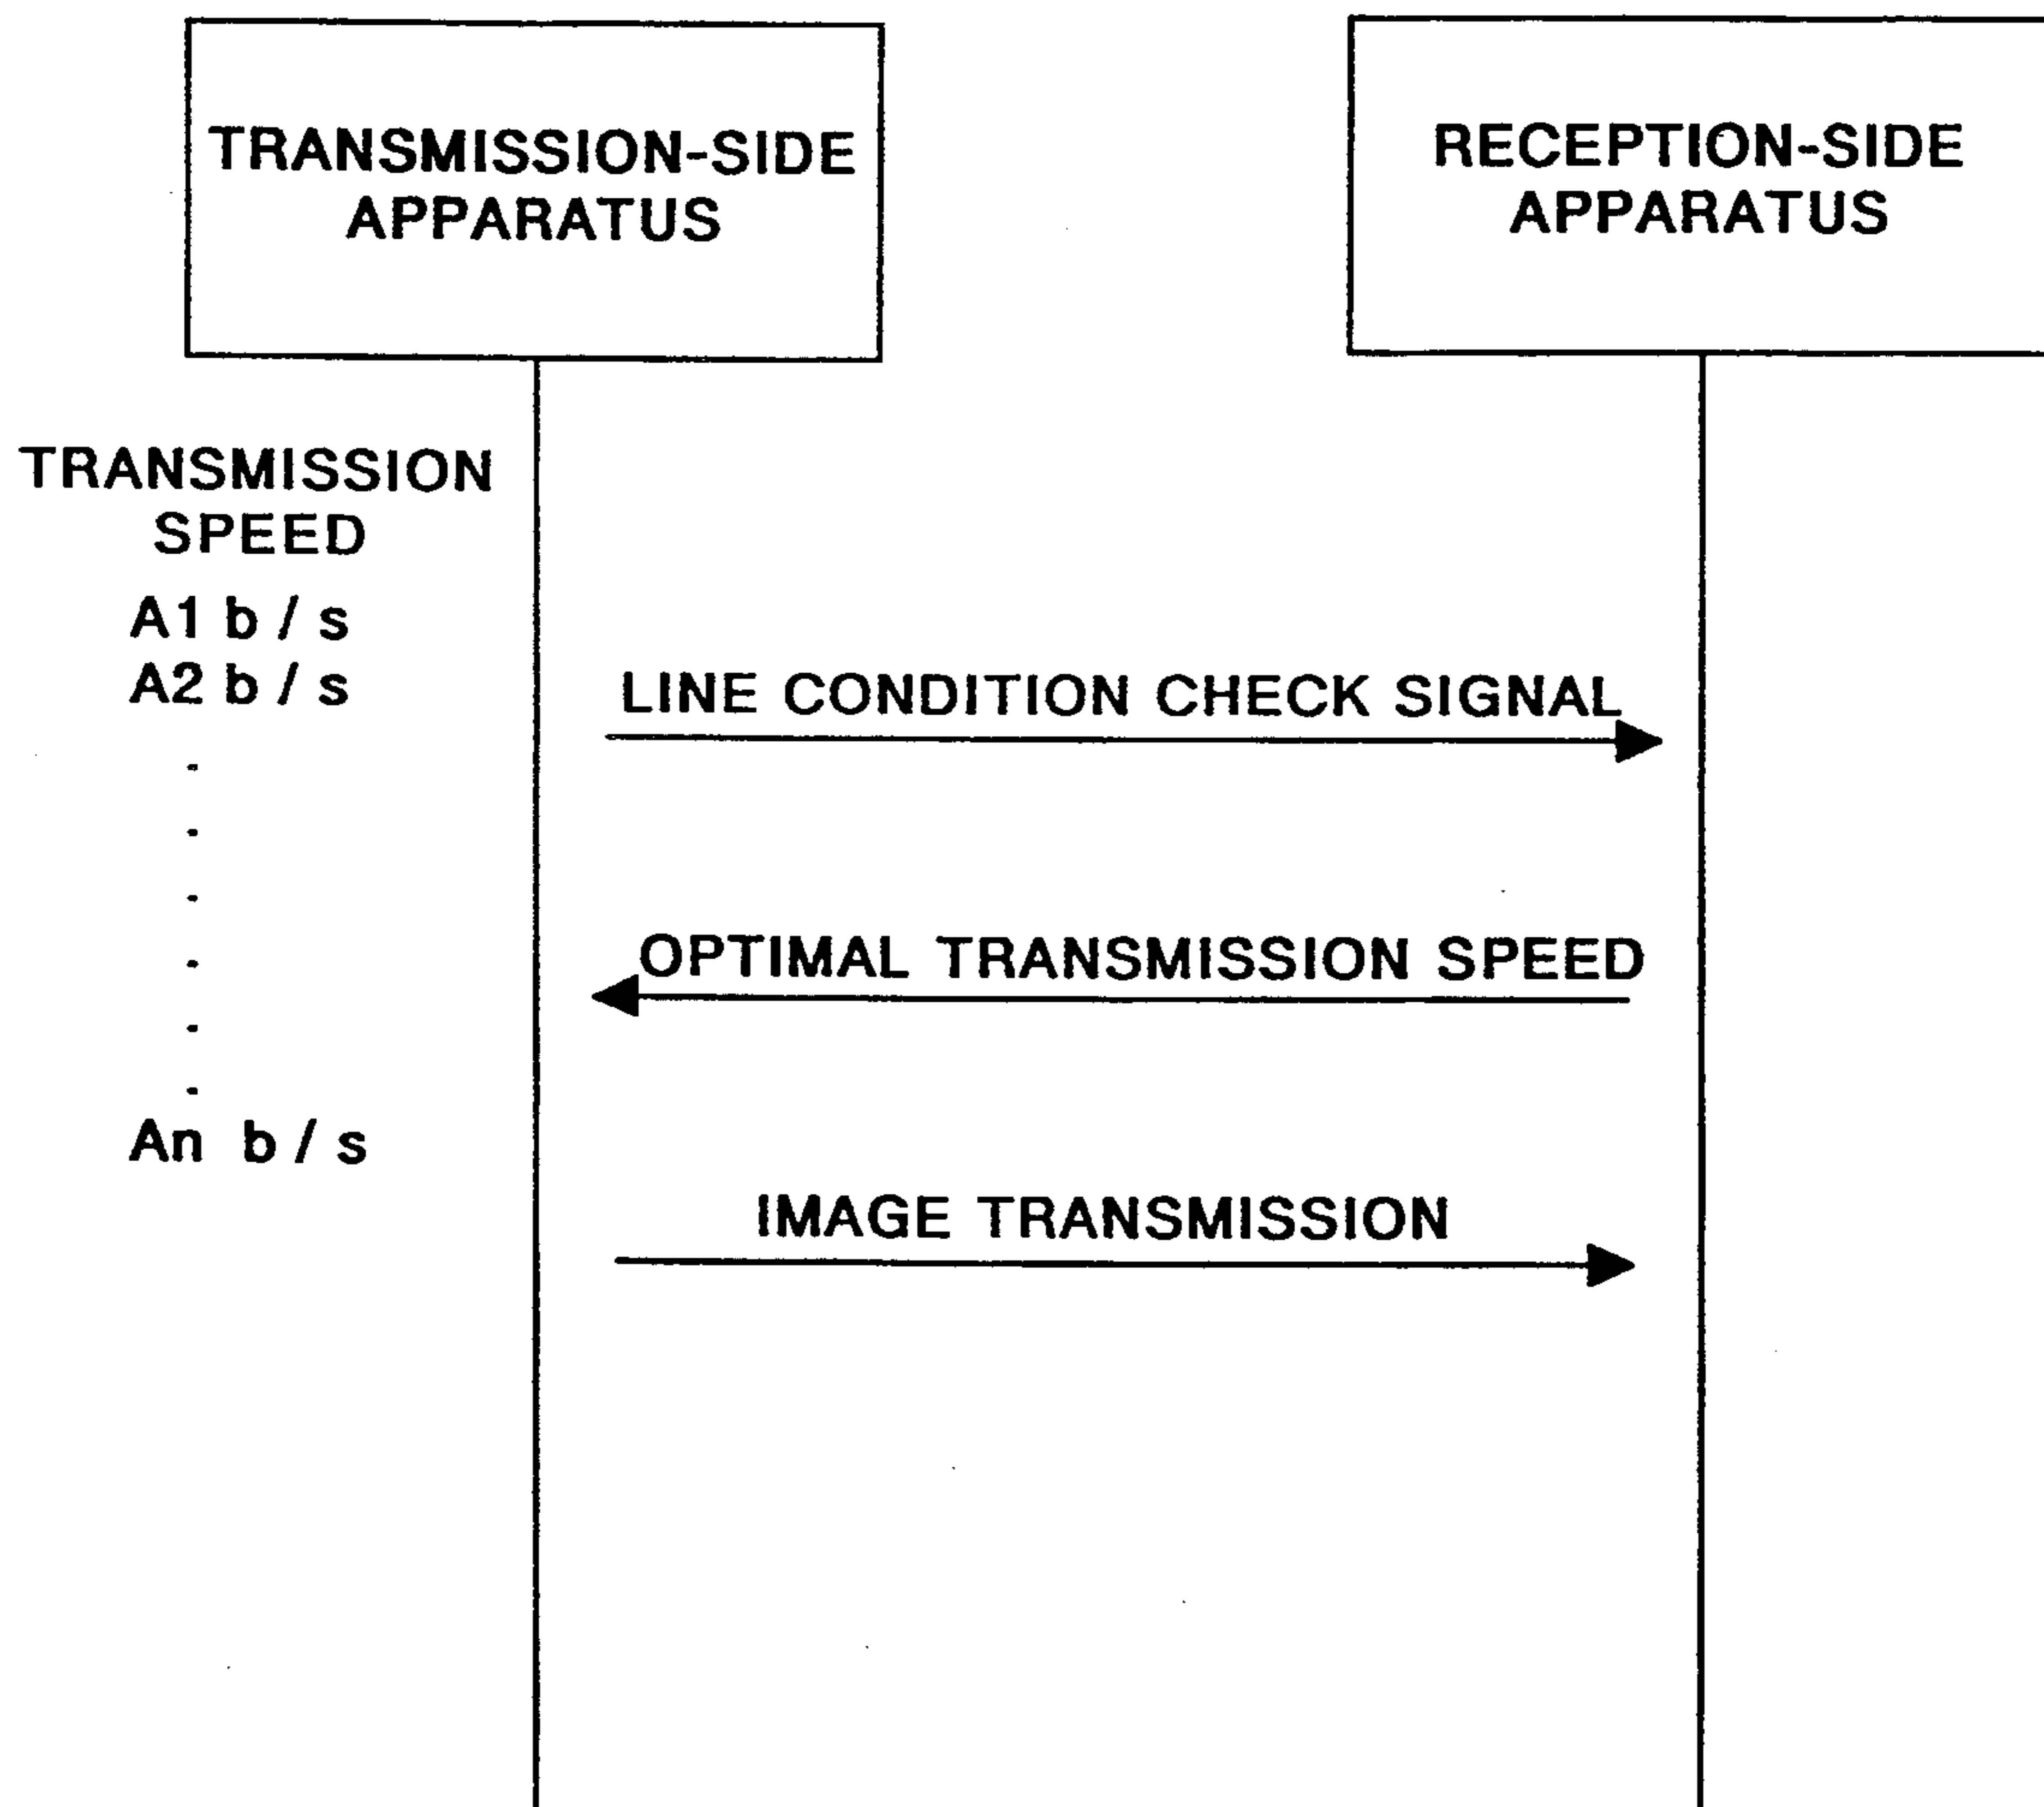 TRANSMISSION-SIDE
APPARATUS
RECEPTION-SIDE
APPARATUS
TRANSMISSION
SPEED
A1 b / s
A2 b / s
LINE CONDITION CHECK SIGNAL
OPTIMAL TRANSMISSION SPEED
An b / s
IMAGE TRANSMISSION